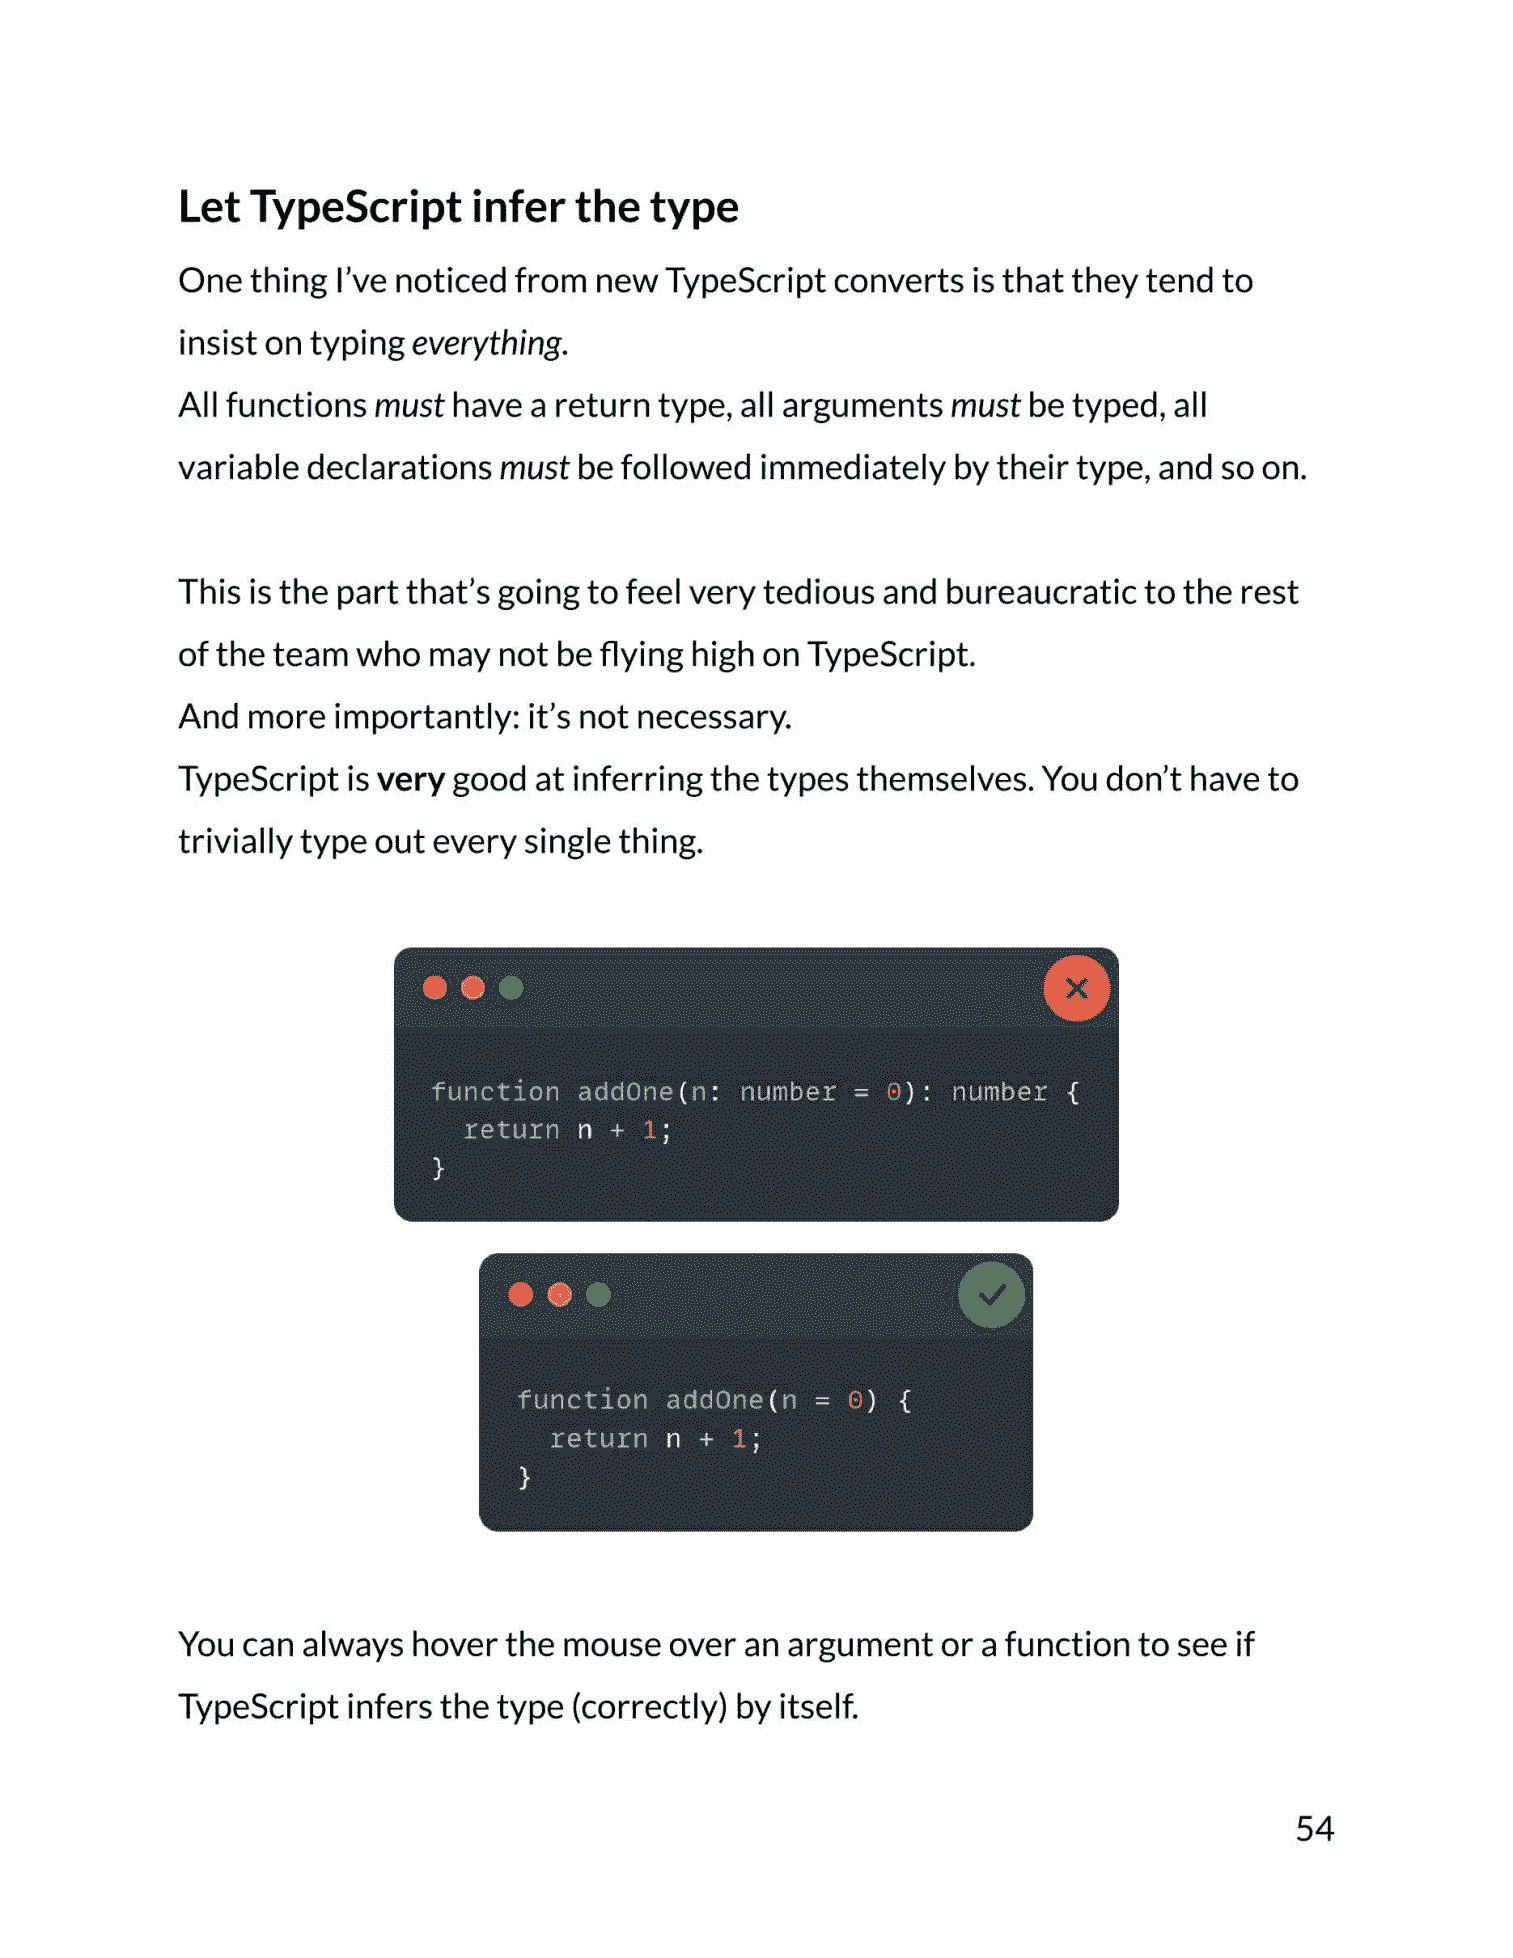 Let TypeScript infer the type
One thing I’ve noticed from new TypeScript converts is that they tend to
insist on typing everything.
All functions must have a return type, all arguments must be typed, all
variable declarations must be followed immediately by their type, and so on.
This is the part that’s going to feel very tedious and bureaucratic to the rest
of the team who may not be flying high on TypeScript.
And more importantly: it’s not necessary.
TypeScript is very good at inferring the types themselves. You don’t have to
trivially type out every single thing.
function addOne(n: number = 0): number {
  return n + 1;
}
function addOne(n = 0) {
  return n + 1;
}
You can always hover the mouse over an argument or a function to see if
TypeScript infers the type (correctly) by itself.
54